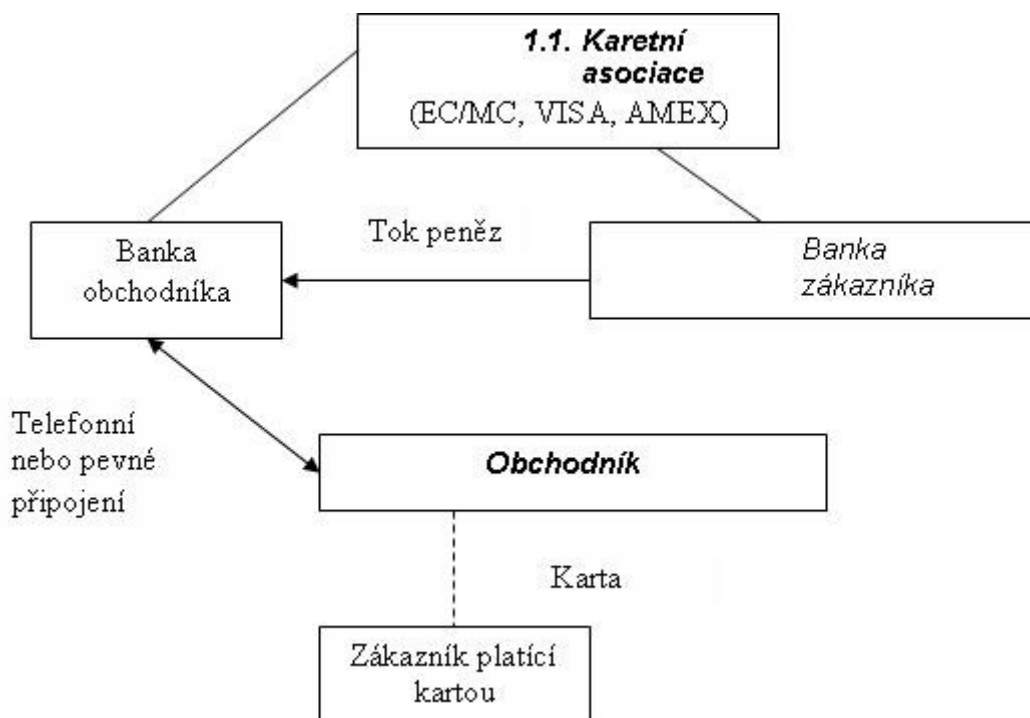 1.1. Karetní
asociace
(EC/MC, VISA, AMEX)
Tok peněz
Banka
obchodníka
Banka
zákazníka
Telefonní
nebo pevné
připojení
Obchodník
Karta
Zákazník platící
kartou